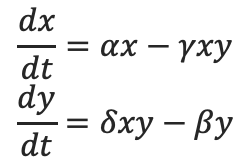 dx/dt = αx − γxy
dy/dt = δxy − βy